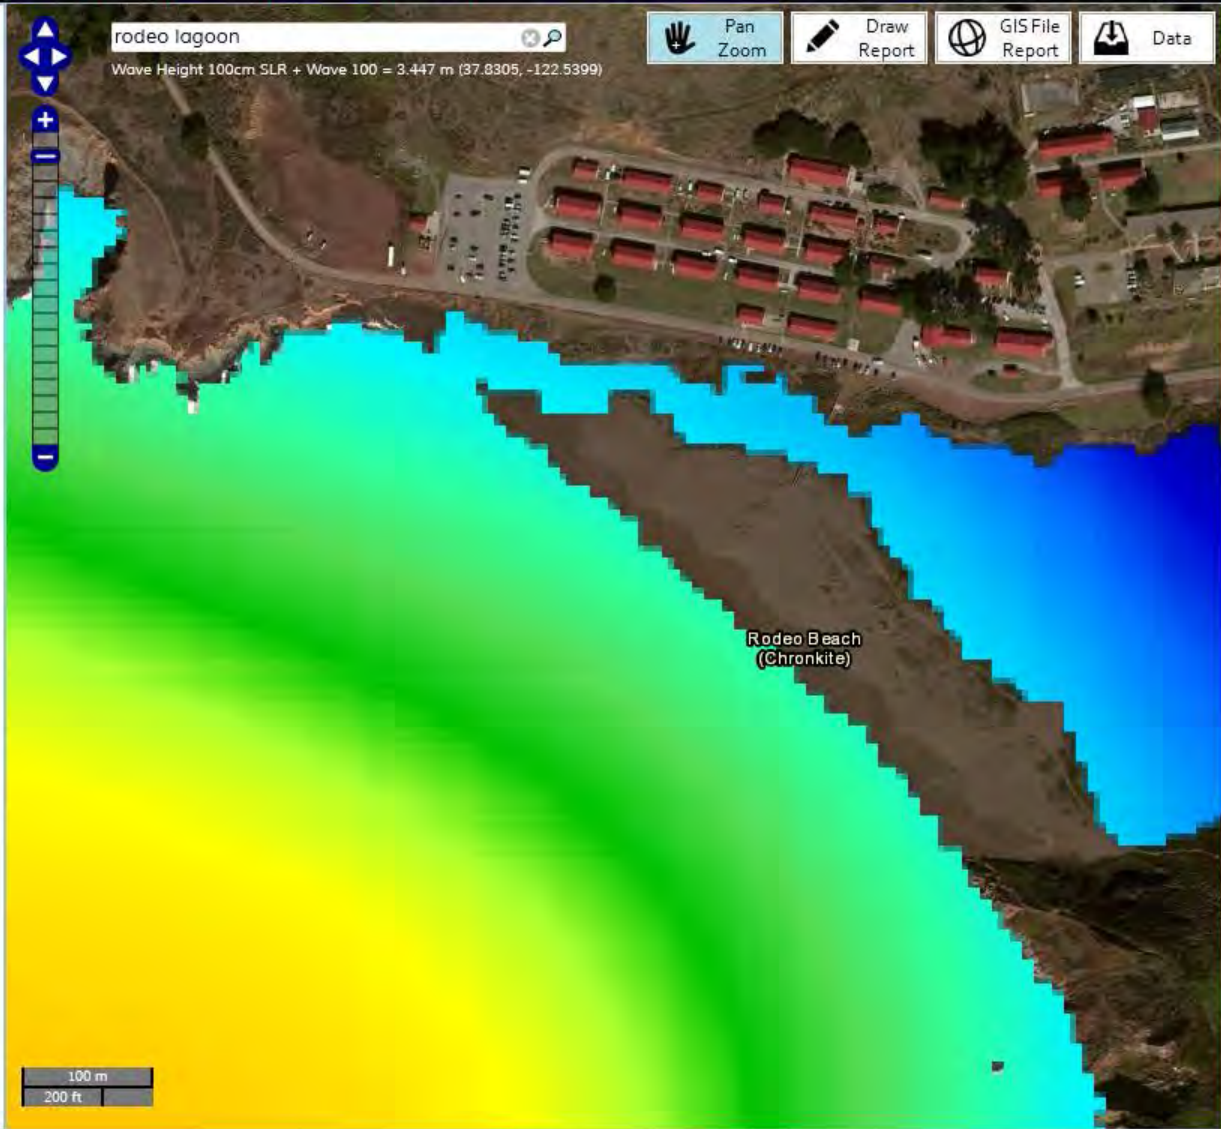 rodeo lagoon
Wave Height 100cm SLR + Wave 100 = 3.447 m (37.8305, -122.5399)
Pan
Zoom
Draw
Report
GIS File
Report
Data
Rodeo Beach
(Chronkite)
100 m
200 ft